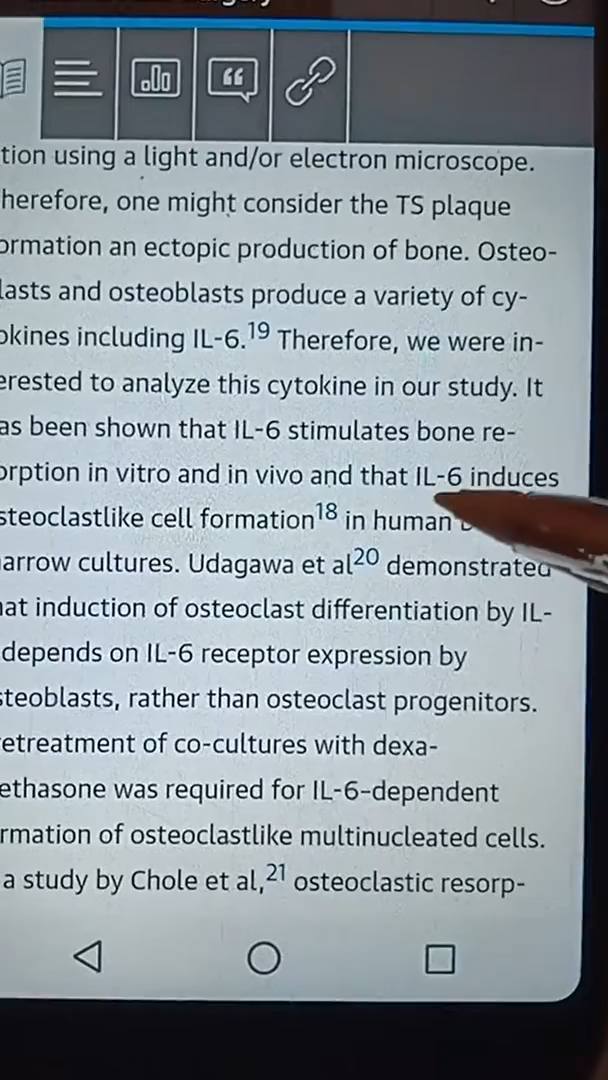 tion using a light and/or electron microscope.
herefore, one might consider the TS plaque
ormation an ectopic production of bone. Osteo-
lasts and osteoblasts produce a variety of cy-
okines including IL-6.19 Therefore, we were in-
erested to analyze this cytokine in our study. It
as been shown that IL-6 stimulates bone re-
orption in vitro and in vivo and that IL-6 induces
steoclastlike cell formation18 in human
arrow cultures. Udagawa et al20 demonstrated
hat induction of osteoclast differentiation by IL-
depends on IL-6 receptor expression by
steoblasts, rather than osteoclast progenitors.
retreatment of co-cultures with dexa-
ethasone was required for IL-6–dependent
rmation of osteoclastlike multinucleated cells.
a study by Chole et al,21 osteoclastic resorp-